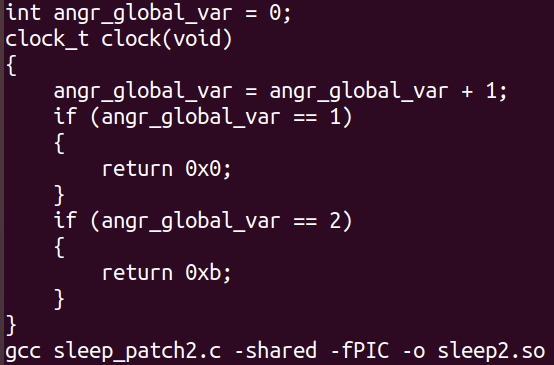 int angr_global_var = 0;
clock_t clock(void)
{
    angr_global_var = angr_global_var + 1;
    if (angr_global_var == 1)
    {
        return 0x0;
    }
    if (angr_global_var == 2)
    {
        return 0xb;
    }
}
gcc sleep_patch2.c -shared -fPIC -o sleep2.so